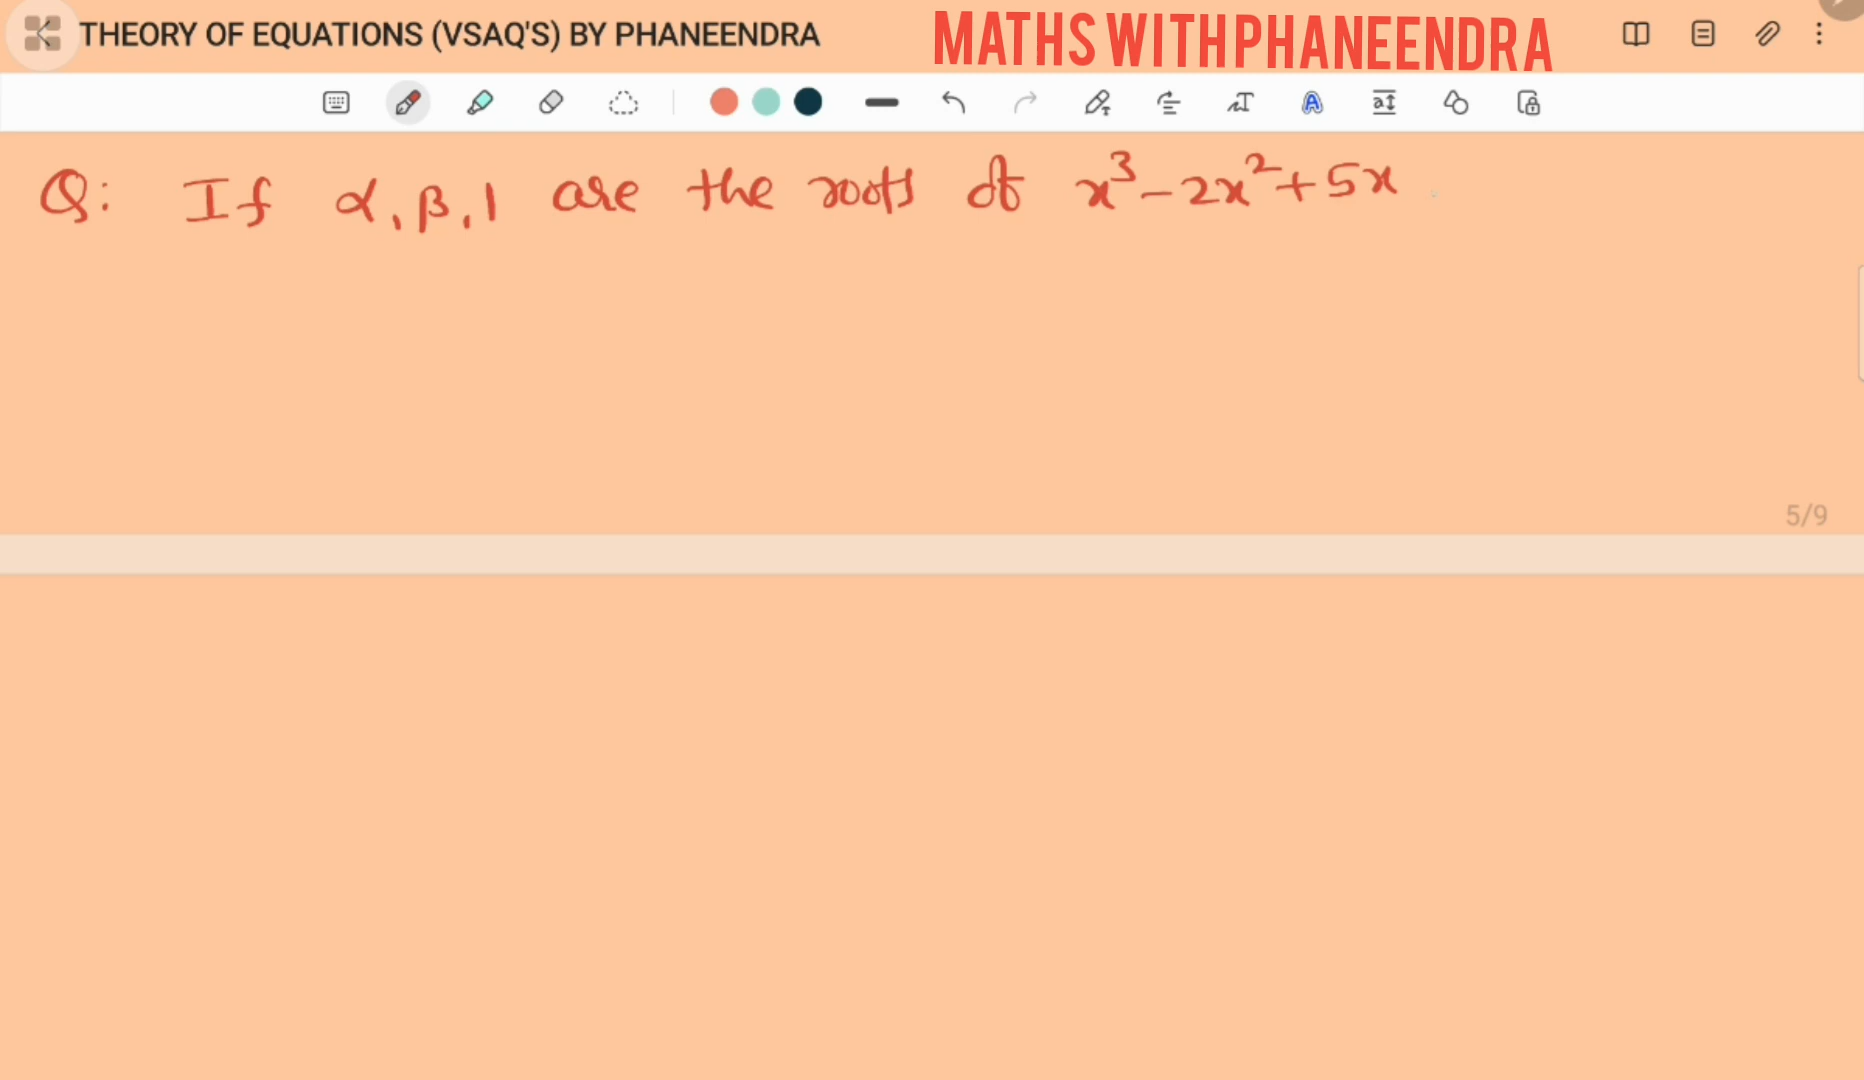 THEORY OF EQUATIONS (VSAQ'S) BY PHANEENDRA
MATHS WITH PHANEENDRA
Q: If α, β, 1 are the roots of x³ − 2x² + 5x
5/9